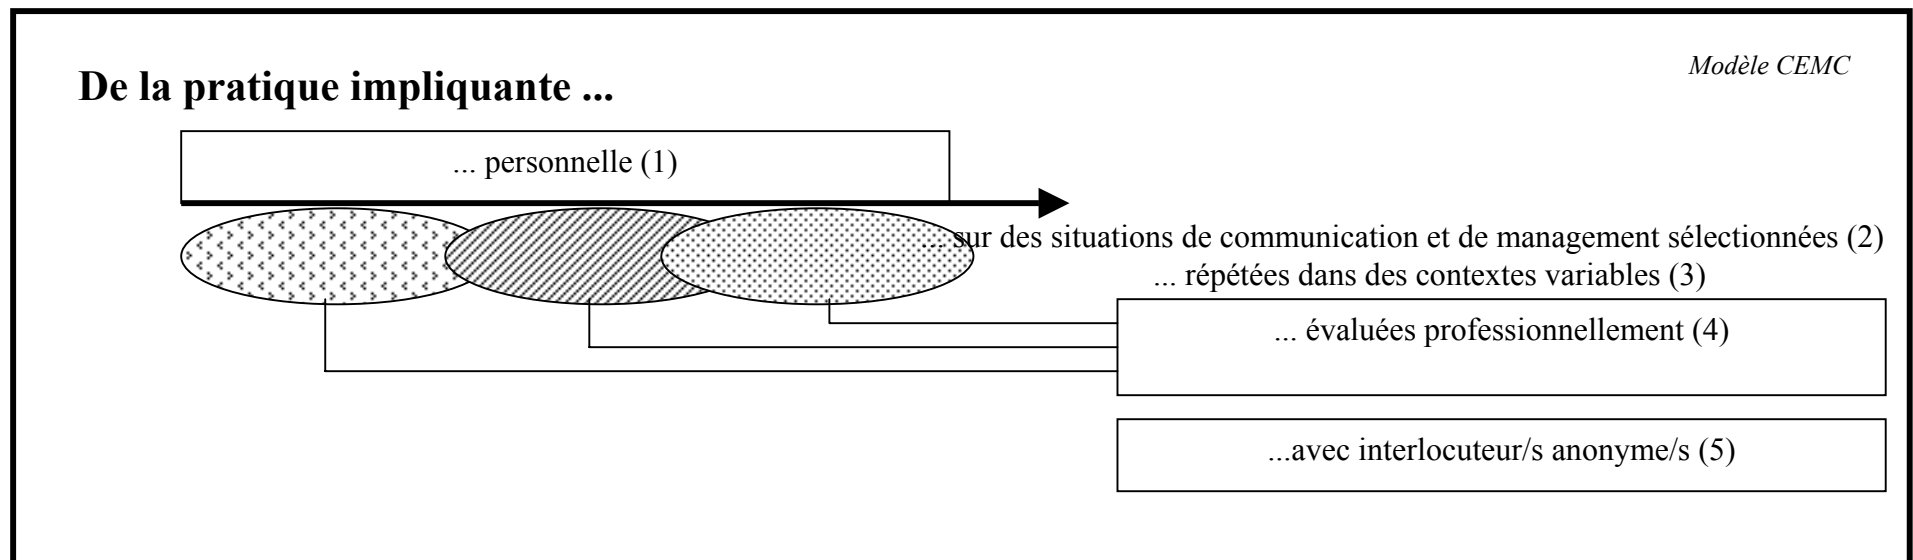 Modèle CEMC
De la pratique impliquante ...
... personnelle (1)
... sur des situations de communication et de management sélectionnées (2)
... répétées dans des contextes variables (3)
... évaluées professionnellement (4)
...avec interlocuteur/s anonyme/s (5)